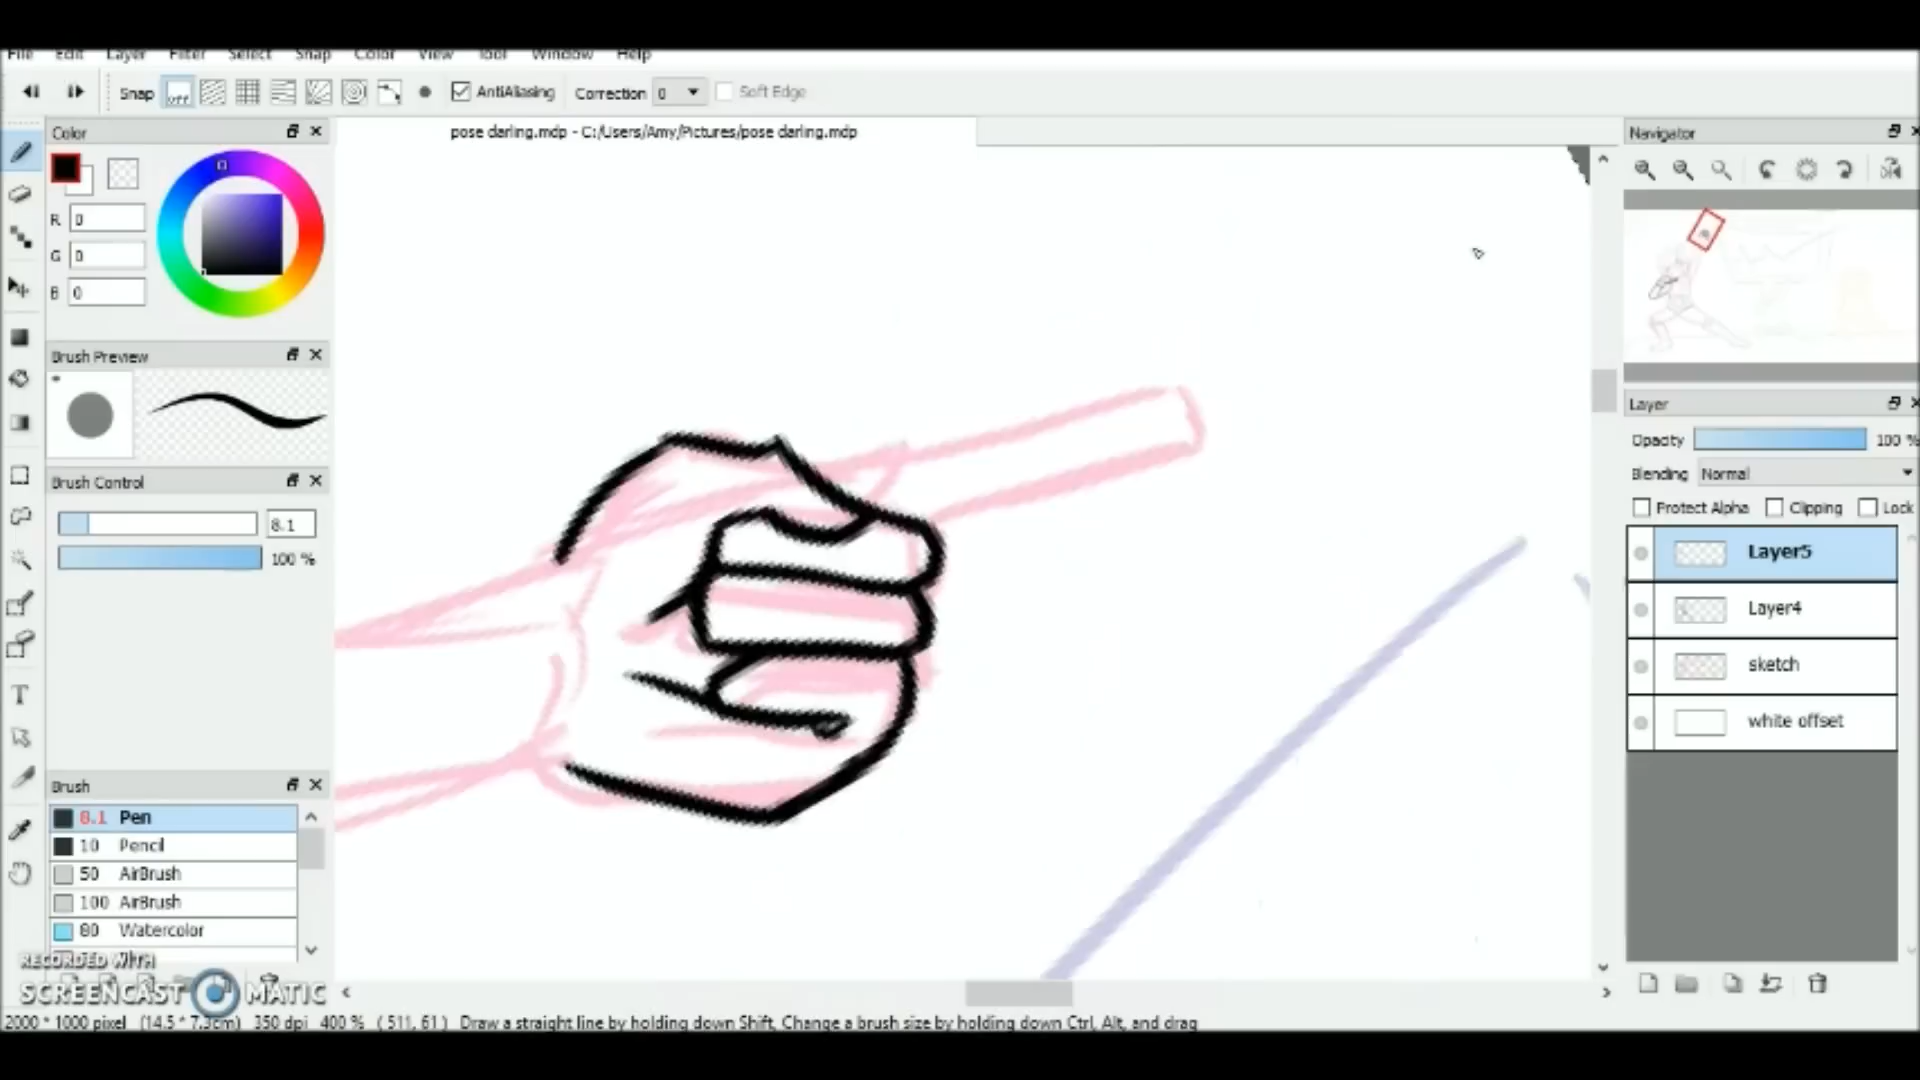 File Edit Layer Filter Select Snap Color View Tool Window Help
Snap off AntiAliasing Correction 0 Soft Edge
Color
pose darling.mdp - C:/Users/Amy/Pictures/pose darling.mdp
Navigator
R 0
G 0
B 0
Brush Preview
Layer
Opacity 100 %
Blending Normal
Brush Control
Protect Alpha Clipping Lock
8.1
100 %
Layer5
Layer4
sketch
white offset
Brush
8.1 Pen
10 Pencil
50 AirBrush
100 AirBrush
80 Watercolor
RECORDED WITH
SCREENCAST MATIC
2000 * 1000 pixel (14.5 * 7.3cm) 350 dpi 400 % ( 511, 61 ) Draw a straight line by holding down Shift, Change a brush size by holding down Ctrl, Alt, and drag